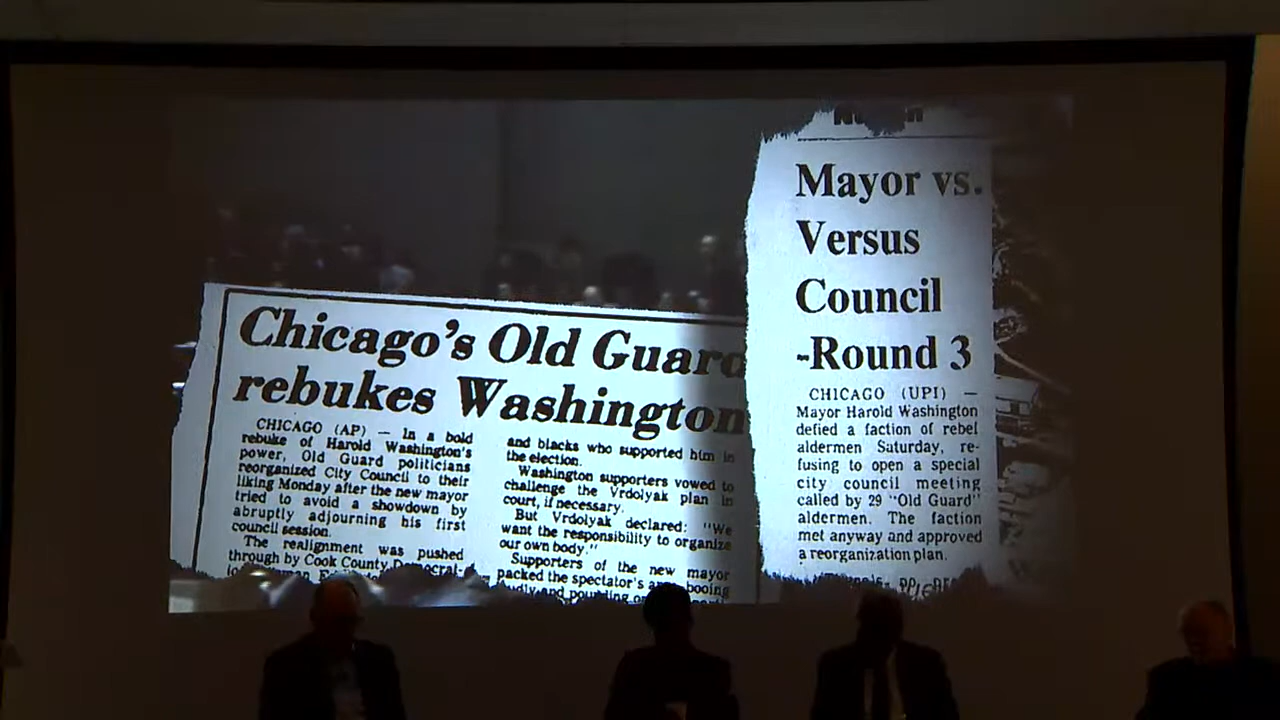 Chicago's Old Guard
rebukes Washington
CHICAGO (AP) — In a bold
rebuke of Harold Washington's
power, Old Guard politicians
reorganized City Council to their
liking Monday after the new mayor
tried to avoid a showdown by
abruptly adjourning his first
council session.
The realignment was pushed
through by Cook County Democrat-
and blacks who supported him in
the election.
Washington supporters vowed to
challenge the Vrdolyak plan in
court, if necessary.
But Vrdolyak declared: "We
want the responsibility to organize
our own body."
Supporters of the new mayor
packed the spectator's booing
and pounding on
Mayor vs.
Versus
Council
-Round 3
CHICAGO (UPI) —
Mayor Harold Washington
defied a faction of rebel
aldermen Saturday, re-
fusing to open a special
city council meeting
called by 29 "Old Guard"
aldermen. The faction
met anyway and approved
a reorganization plan.